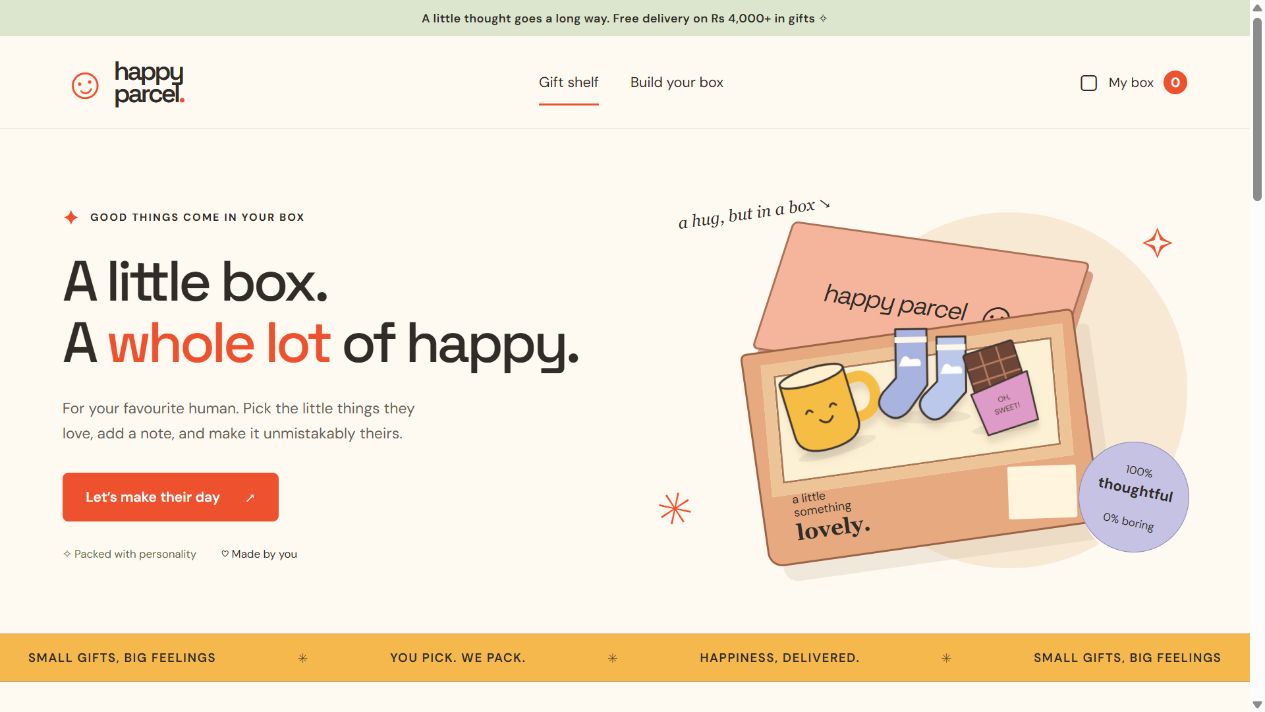 A little thought goes a long way. Free delivery on Rs 4,000+ in gifts ✧
happy
parcel.
Gift shelf
Build your box
My box
0
GOOD THINGS COME IN YOUR BOX
A little box.
A whole lot of happy.
For your favourite human. Pick the little things they
love, add a note, and make it unmistakably theirs.
Let's make their day ↗
✧ Packed with personality
♡ Made by you
a hug, but in a box ↘
happy parcel
OH,
SWEET!
a little
something
lovely.
100%
thoughtful
0% boring
SMALL GIFTS, BIG FEELINGS ✳ YOU PICK. WE PACK. ✳ HAPPINESS, DELIVERED. ✳ SMALL GIFTS, BIG FEELINGS